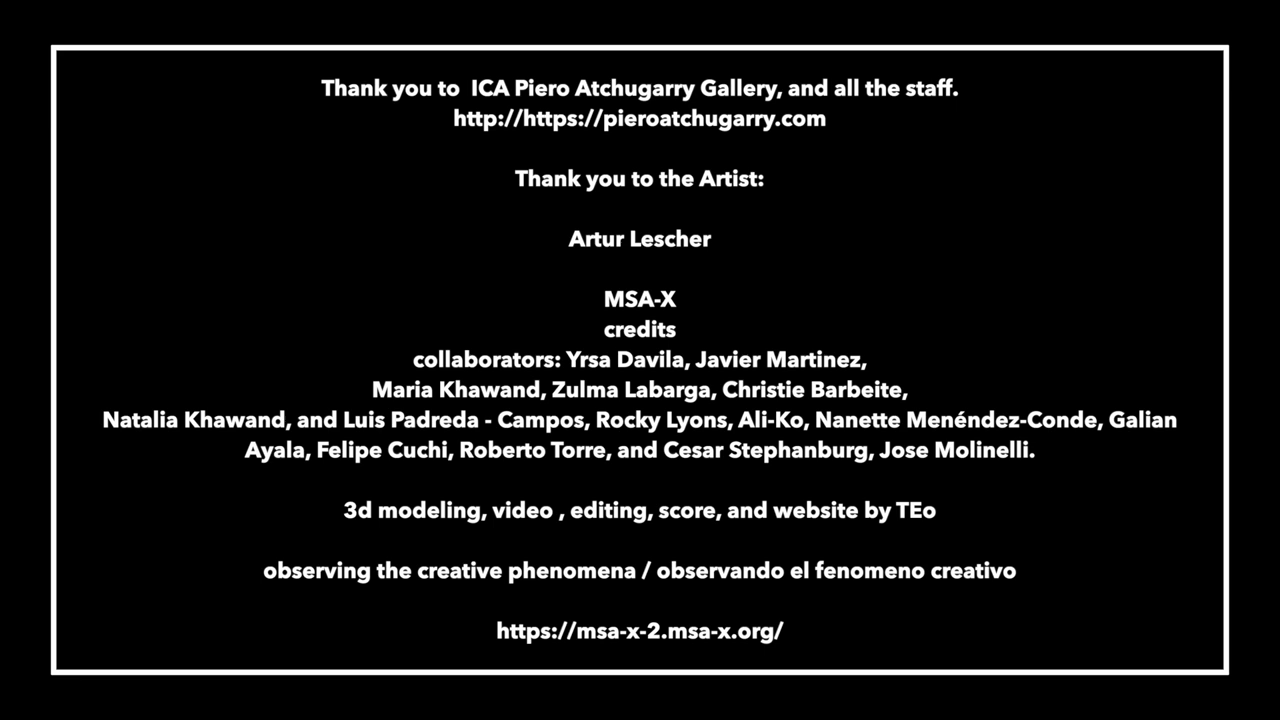 Thank you to  ICA Piero Atchugarry Gallery, and all the staff.
http://https://pieroatchugarry.com
Thank you to the Artist:
Artur Lescher
MSA-X
credits
collaborators: Yrsa Davila, Javier Martinez,
Maria Khawand, Zulma Labarga, Christie Barbeite,
Natalia Khawand, and Luis Padreda - Campos, Rocky Lyons, Ali-Ko, Nanette Menéndez-Conde, Galian
Ayala, Felipe Cuchi, Roberto Torre, and Cesar Stephanburg, Jose Molinelli.
3d modeling, video , editing, score, and website by TEo
observing the creative phenomena / observando el fenomeno creativo
https://msa-x-2.msa-x.org/